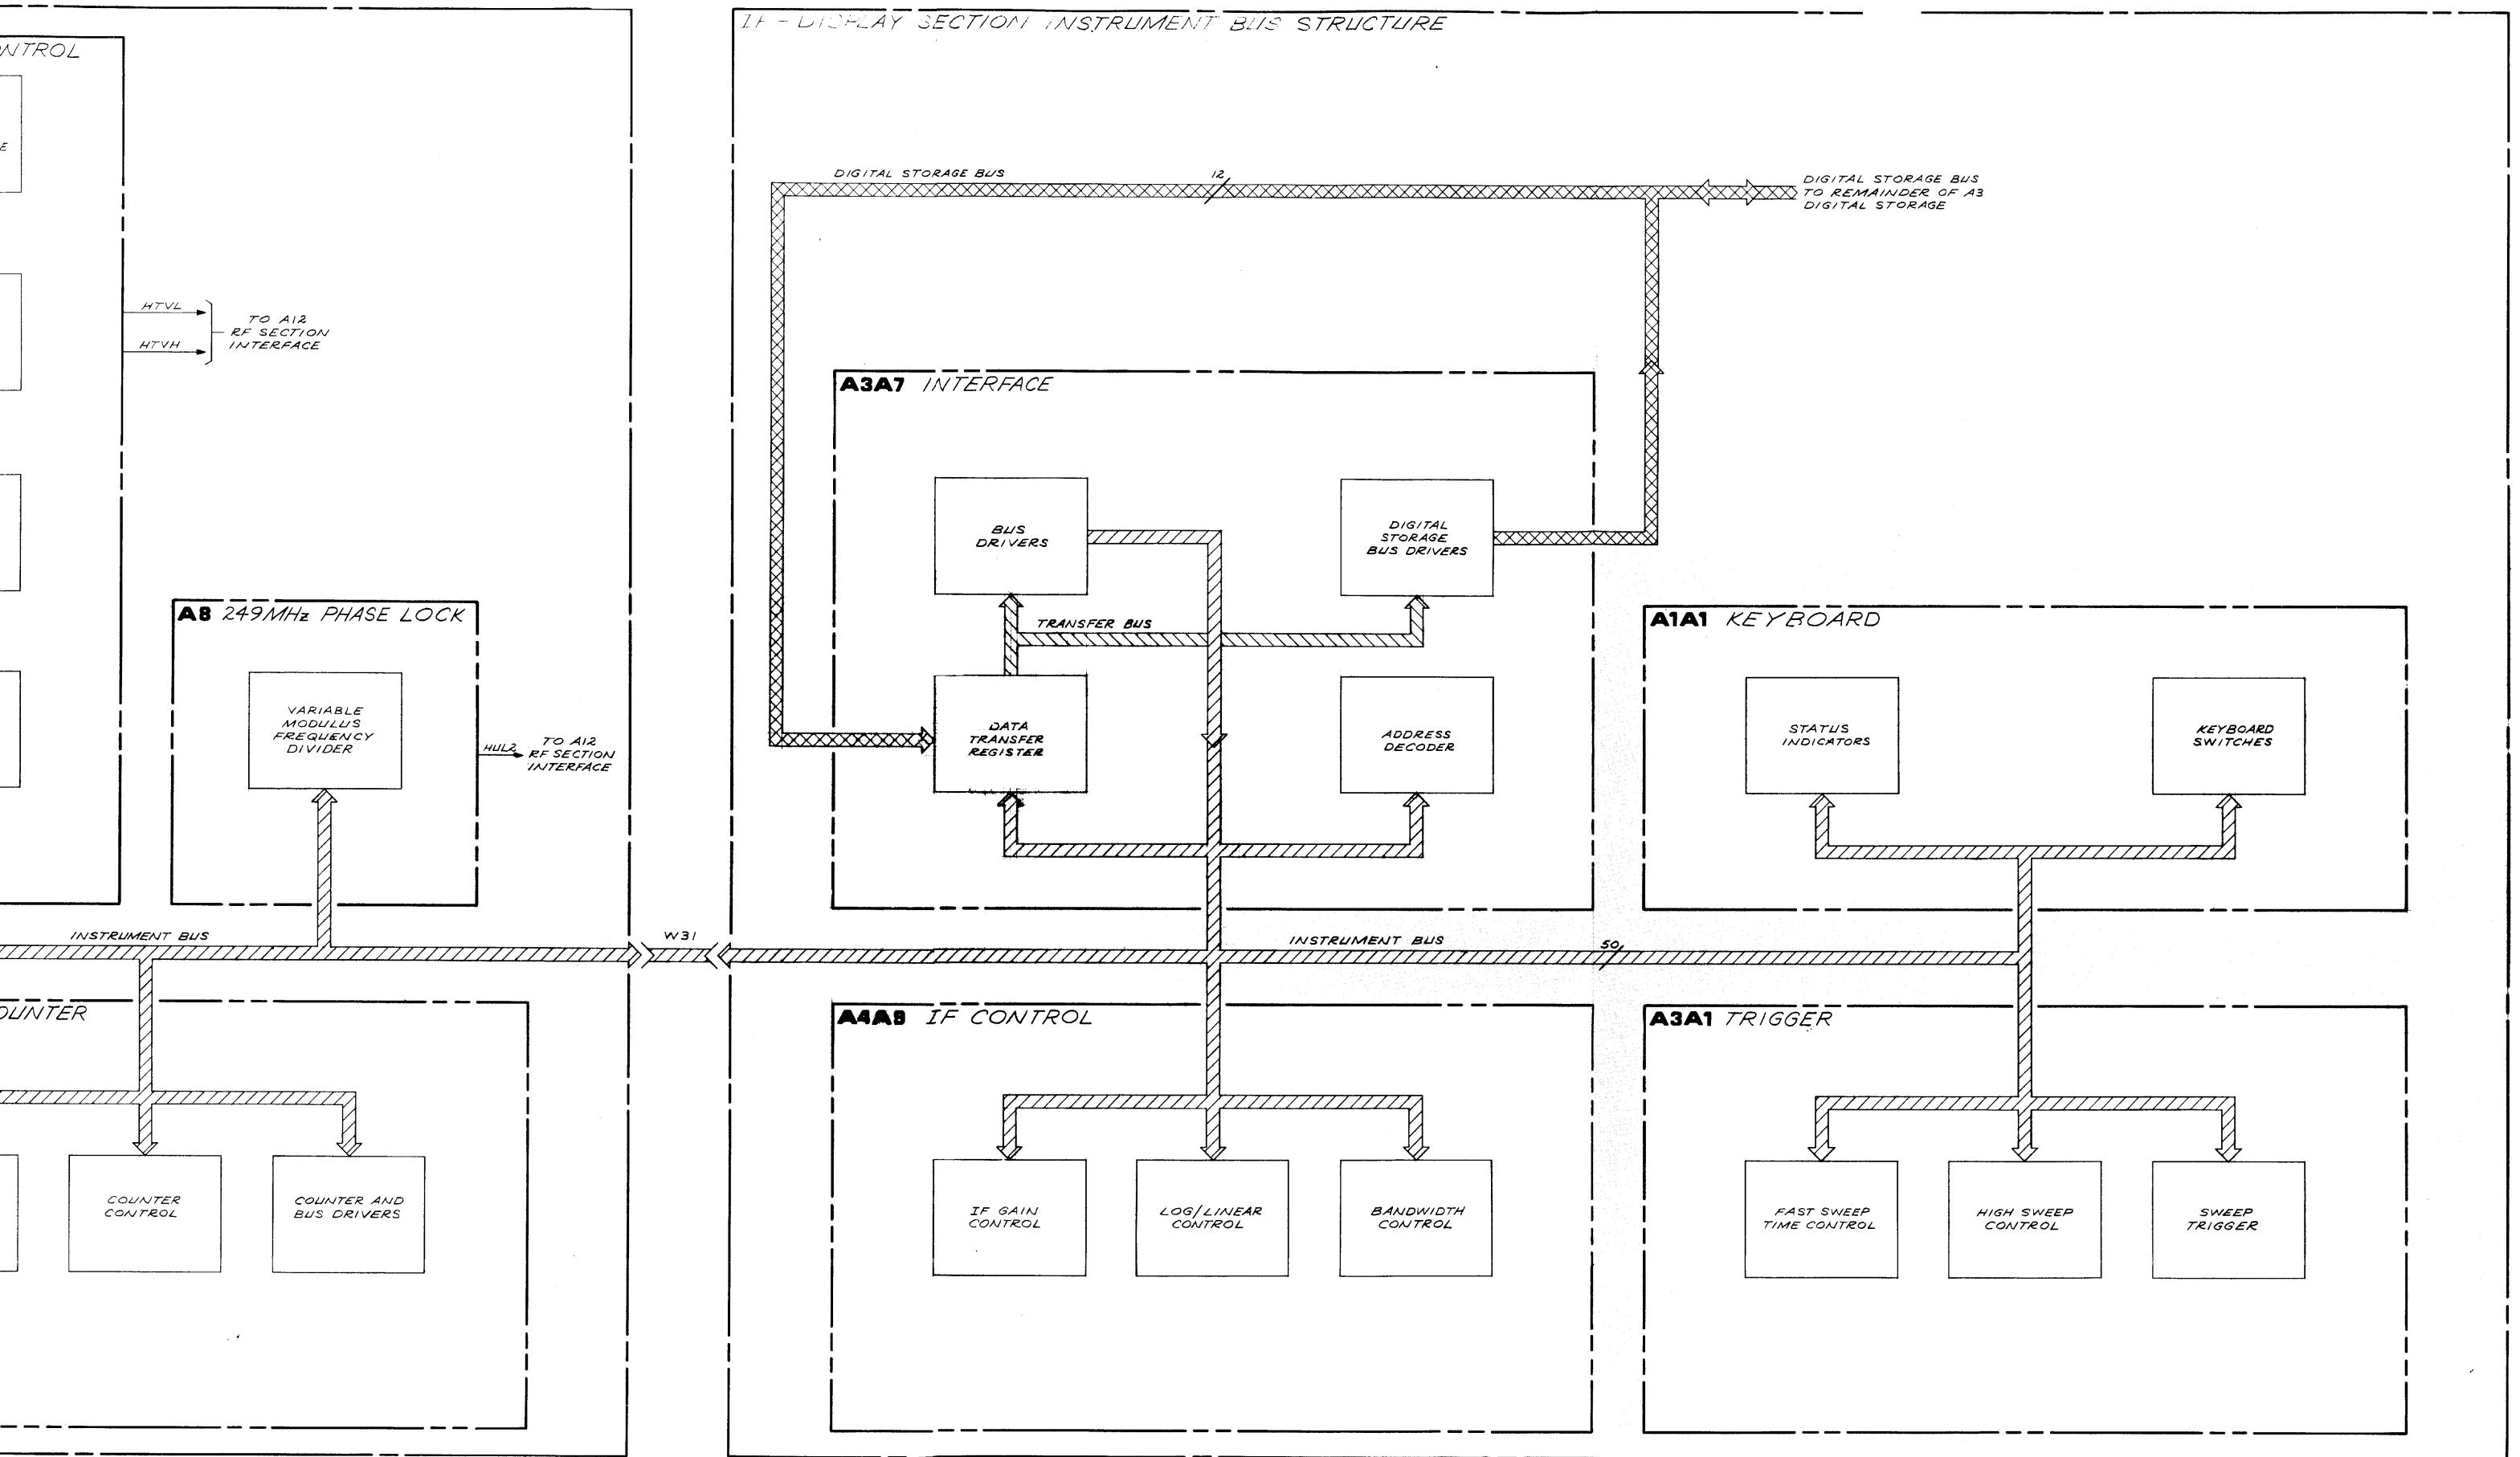 IF - DISPLAY SECTION INSTRUMENT BUS STRUCTURE
NTROL
E
HTVL
HTVH
TO A12
RF SECTION
INTERFACE
A8 249MHz PHASE LOCK
VARIABLE
MODULUS
FREQUENCY
DIVIDER
HUL2
TO A12
RF SECTION
INTERFACE
INSTRUMENT BUS
W31
OUNTER
COUNTER
CONTROL
COUNTER AND
BUS DRIVERS
DIGITAL STORAGE BUS
12
DIGITAL STORAGE BUS
TO REMAINDER OF A3
DIGITAL STORAGE
A3A7 INTERFACE
BUS
DRIVERS
DIGITAL
STORAGE
BUS DRIVERS
TRANSFER BUS
DATA
TRANSFER
REGISTER
ADDRESS
DECODER
A1A1 KEYBOARD
STATUS
INDICATORS
KEYBOARD
SWITCHES
INSTRUMENT BUS
50
A4A9 IF CONTROL
IF GAIN
CONTROL
LOG/LINEAR
CONTROL
BANDWIDTH
CONTROL
A3A1 TRIGGER
FAST SWEEP
TIME CONTROL
HIGH SWEEP
CONTROL
SWEEP
TRIGGER